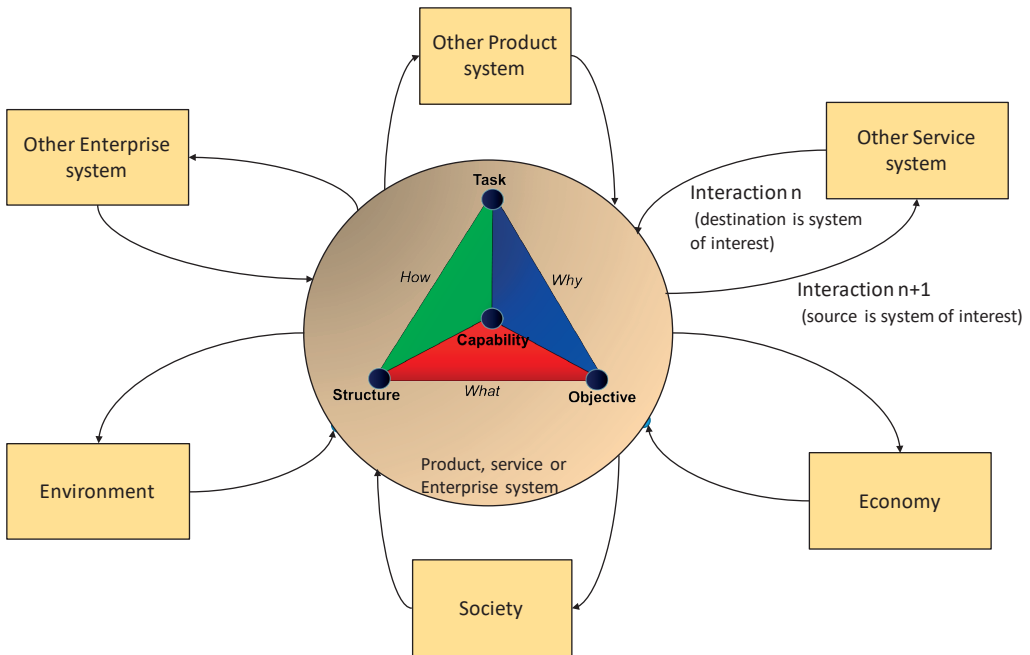 Other Product
system
Other Enterprise
system
Other Service
system
Task
Interaction n
(destination is system
of interest)
How
Why
Interaction n+1
(source is system of interest)
Capability
Structure
What
Objective
Product, service or
Enterprise system
Environment
Economy
Society